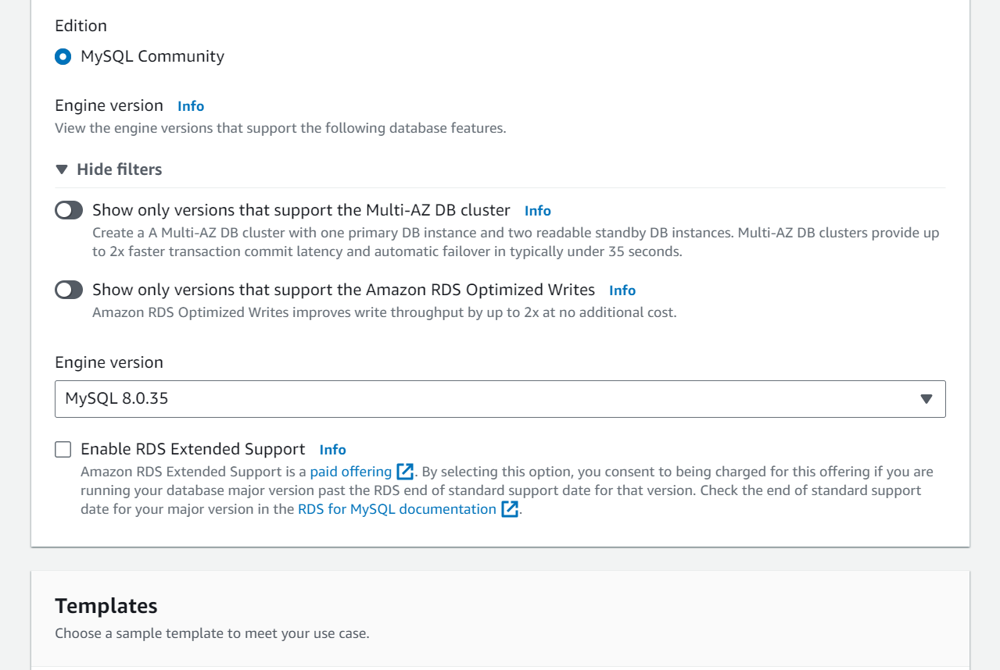 Edition
MySQL Community
Engine version Info
View the engine versions that support the following database features.
Hide filters
Show only versions that support the Multi-AZ DB cluster Info
Create a A Multi-AZ DB cluster with one primary DB instance and two readable standby DB instances. Multi-AZ DB clusters provide up
to 2x faster transaction commit latency and automatic failover in typically under 35 seconds.
Show only versions that support the Amazon RDS Optimized Writes Info
Amazon RDS Optimized Writes improves write throughput by up to 2x at no additional cost.
Engine version
MySQL 8.0.35
Enable RDS Extended Support Info
Amazon RDS Extended Support is a paid offering. By selecting this option, you consent to being charged for this offering if you are
running your database major version past the RDS end of standard support date for that version. Check the end of standard support
date for your major version in the RDS for MySQL documentation.
Templates
Choose a sample template to meet your use case.